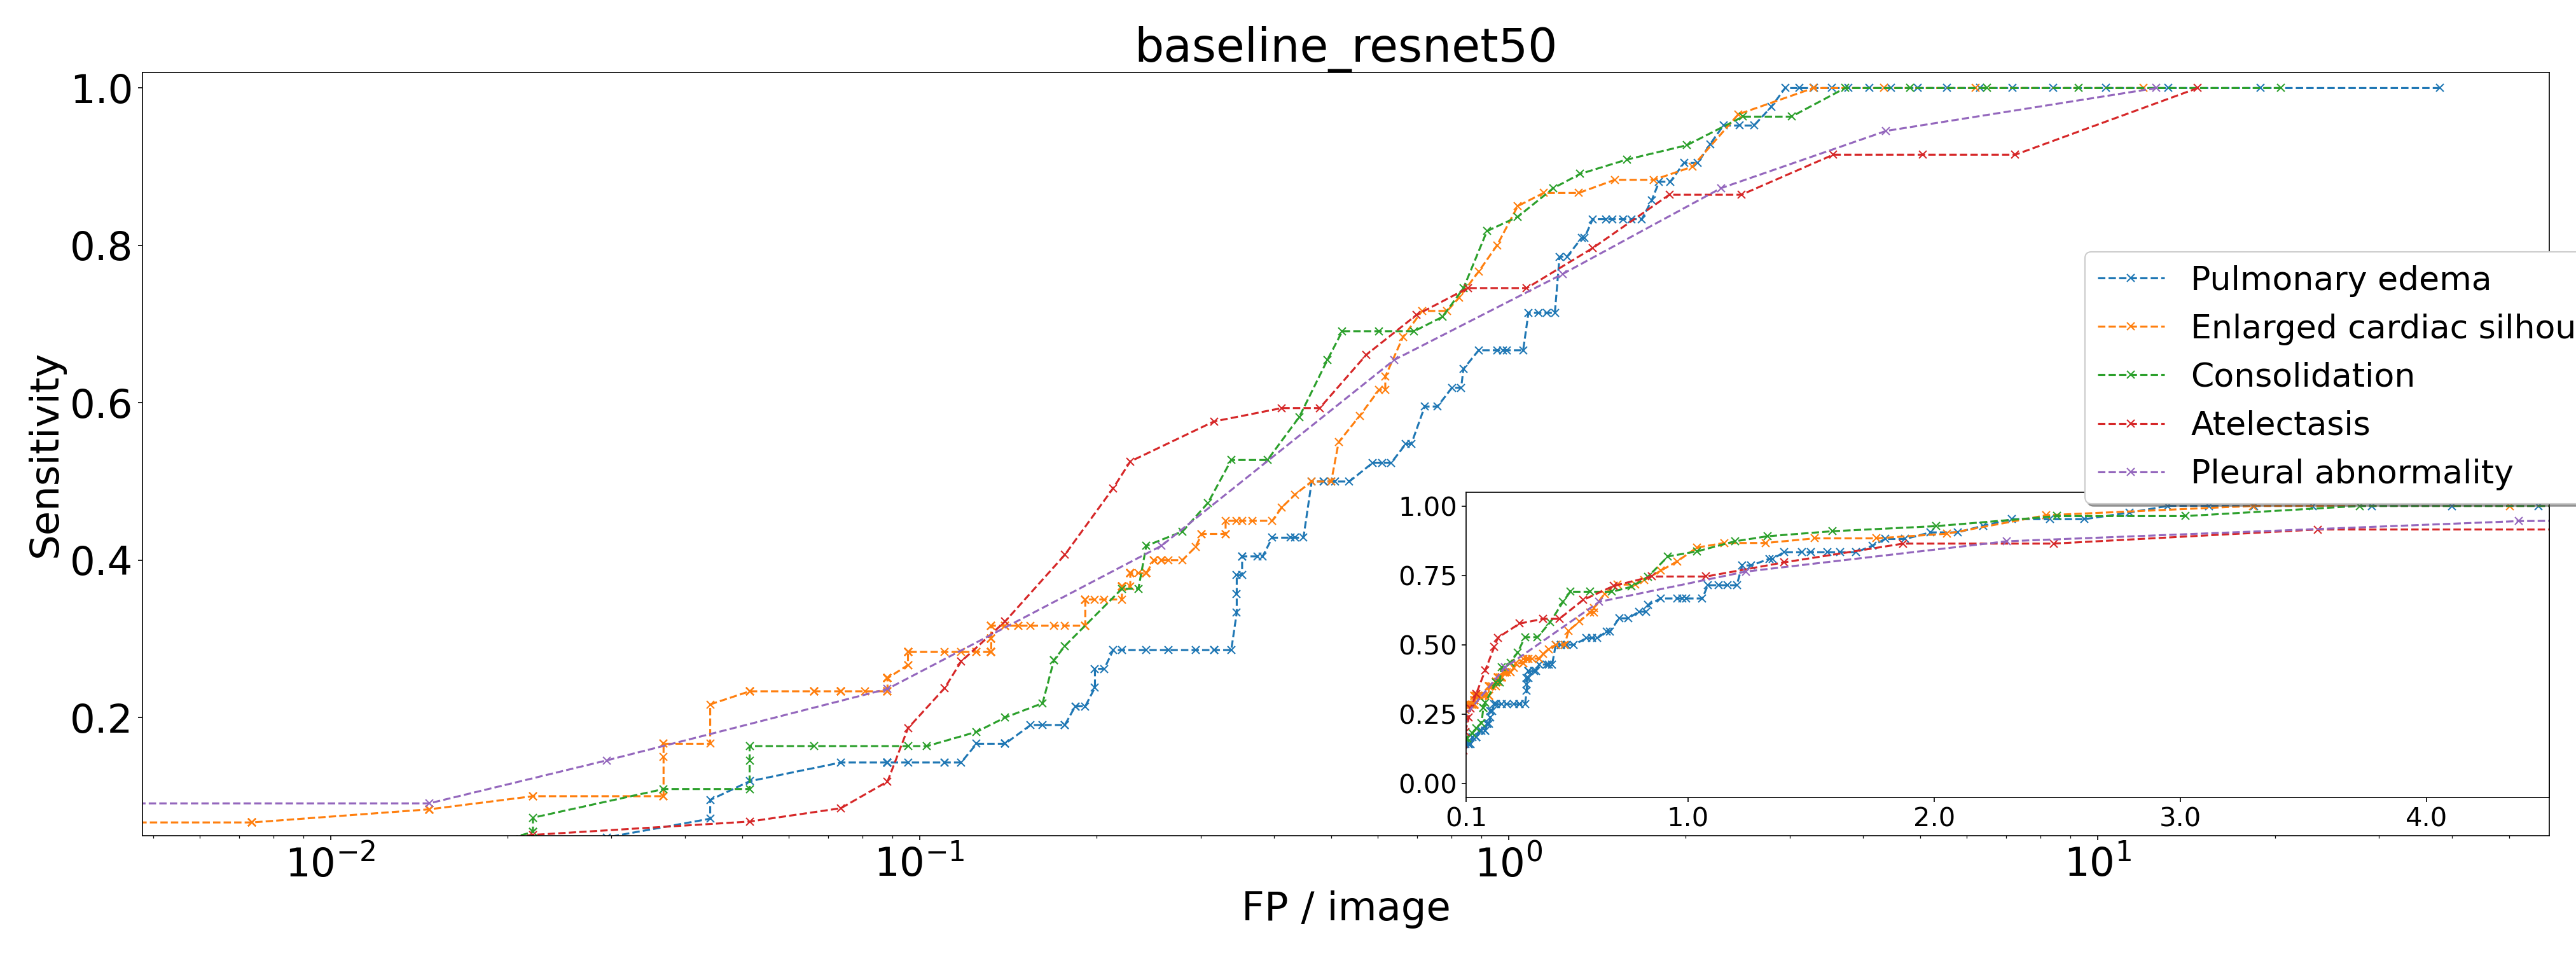 baseline_resnet50
1.0
0.8
0.6
0.4
0.2
Sensitivity
Pulmonary edema
Enlarged cardiac silhou
Consolidation
Atelectasis
Pleural abnormality
1.00
0.75
0.50
0.25
0.00
0.1 1.0 2.0 3.0 4.0
10⁻² 10⁻¹ 10⁰ 10¹
FP / image